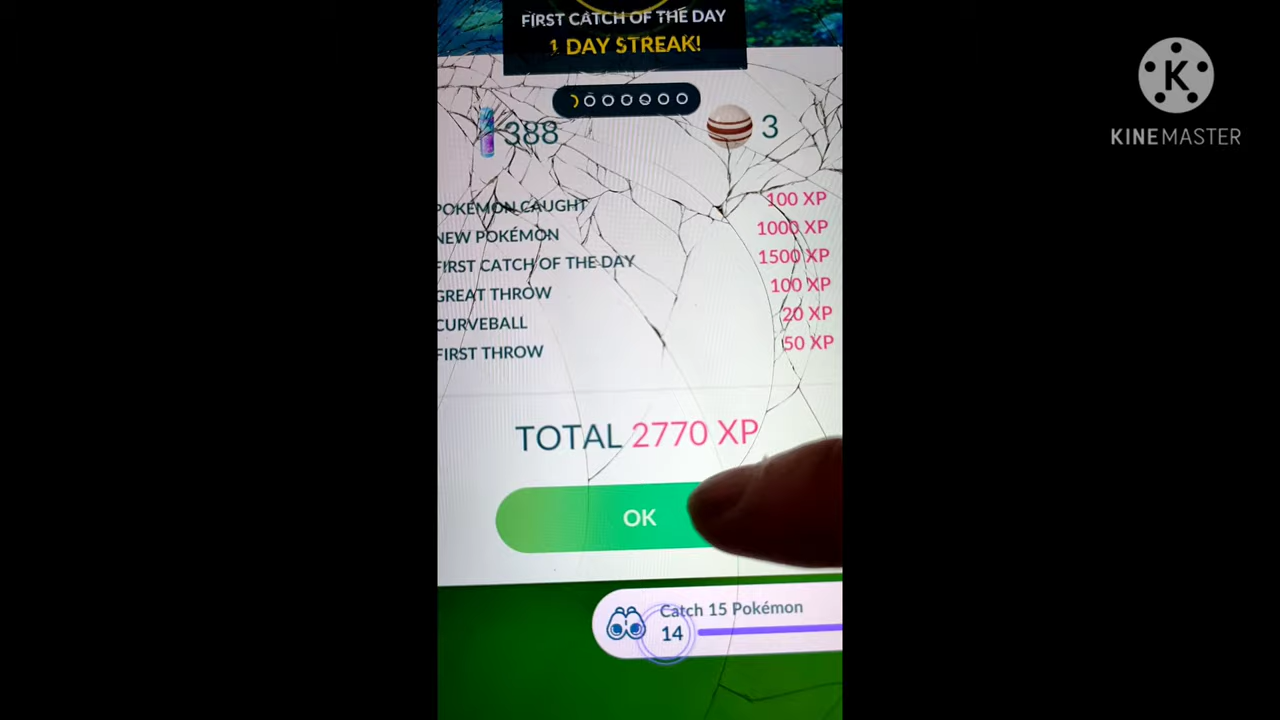 FIRST CATCH OF THE DAY
1 DAY STREAK!
388
3
POKÉMON CAUGHT 100 XP
NEW POKÉMON 1000 XP
FIRST CATCH OF THE DAY 1500 XP
GREAT THROW 100 XP
CURVEBALL 20 XP
FIRST THROW 50 XP
TOTAL 2770 XP
OK
Catch 15 Pokémon
14
K
KINEMASTER